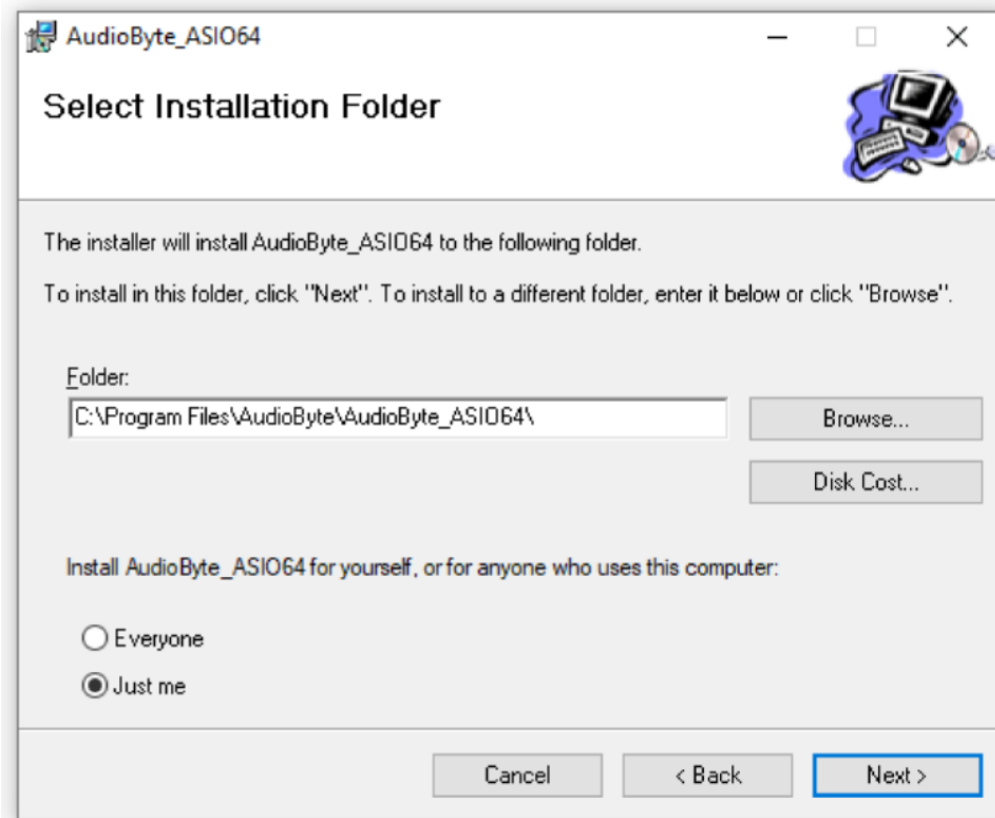 AudioByte_ASIO64
Select Installation Folder
The installer will install AudioByte_ASIO64 to the following folder.
To install in this folder, click "Next". To install to a different folder, enter it below or click "Browse".
Folder:
C:\Program Files\AudioByte\AudioByte_ASIO64\
Browse...
Disk Cost...
Install AudioByte_ASIO64 for yourself, or for anyone who uses this computer:
Everyone
Just me
Cancel
< Back
Next >